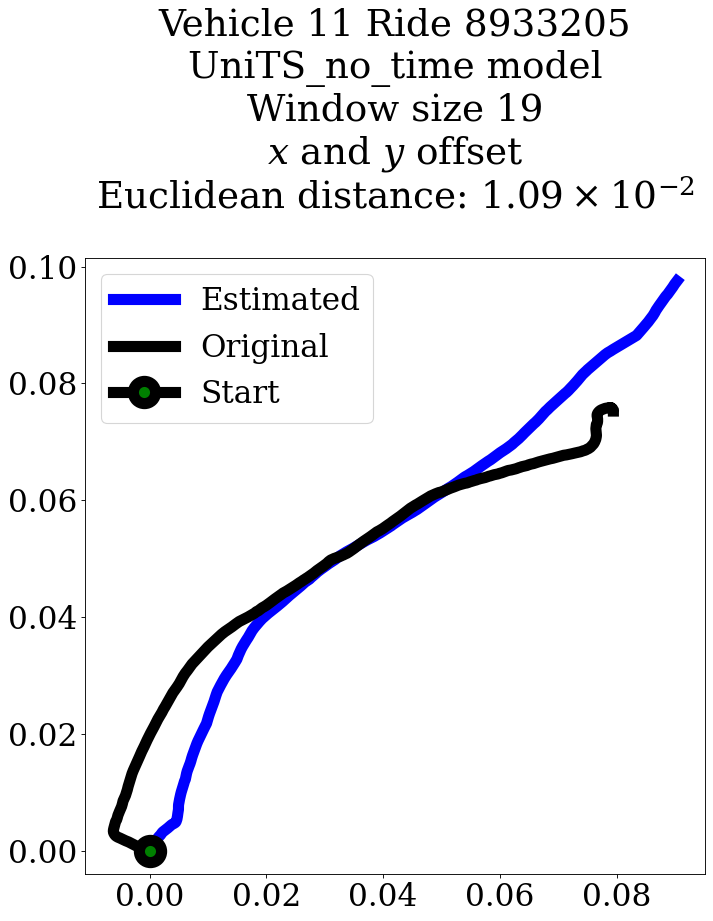 Vehicle 11 Ride 8933205
UniTS_no_time model
Window size 19
x and y offset
Euclidean distance: 1.09 × 10⁻²
0.10
0.08
0.06
0.04
0.02
0.00
Estimated
Original
Start
0.00 0.02 0.04 0.06 0.08